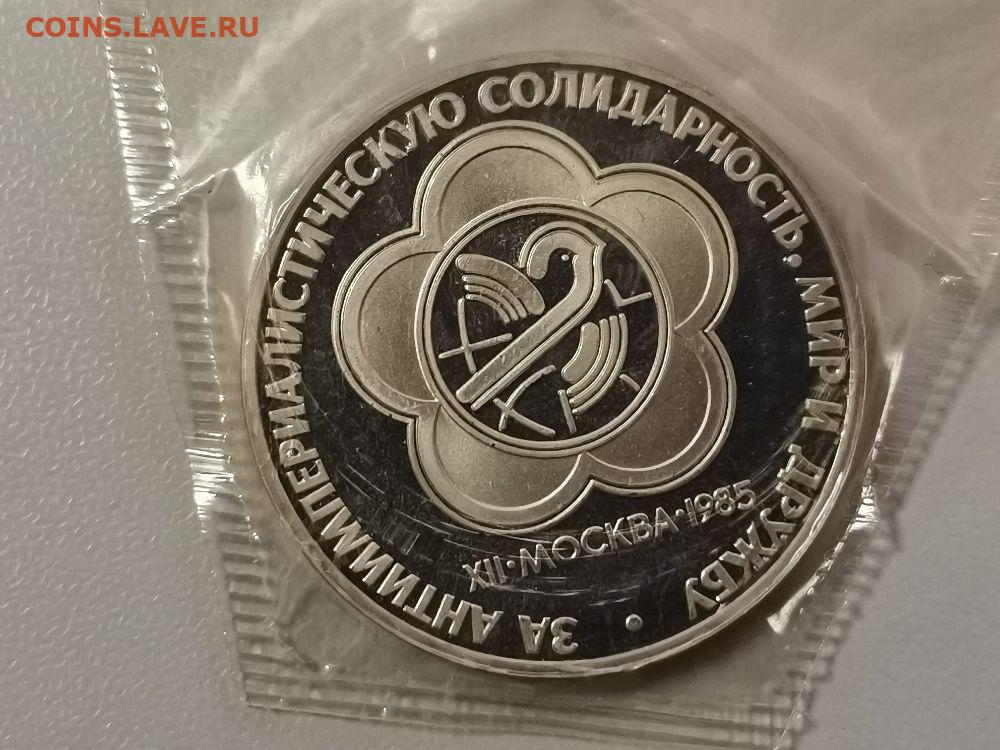 COINS.LAVE.RU
ЗА АНТИИМПЕРИАЛИСТИЧЕСКУЮ СОЛИДАРНОСТЬ, МИР И ДРУЖБУ •
XII•МОСКВА•1985